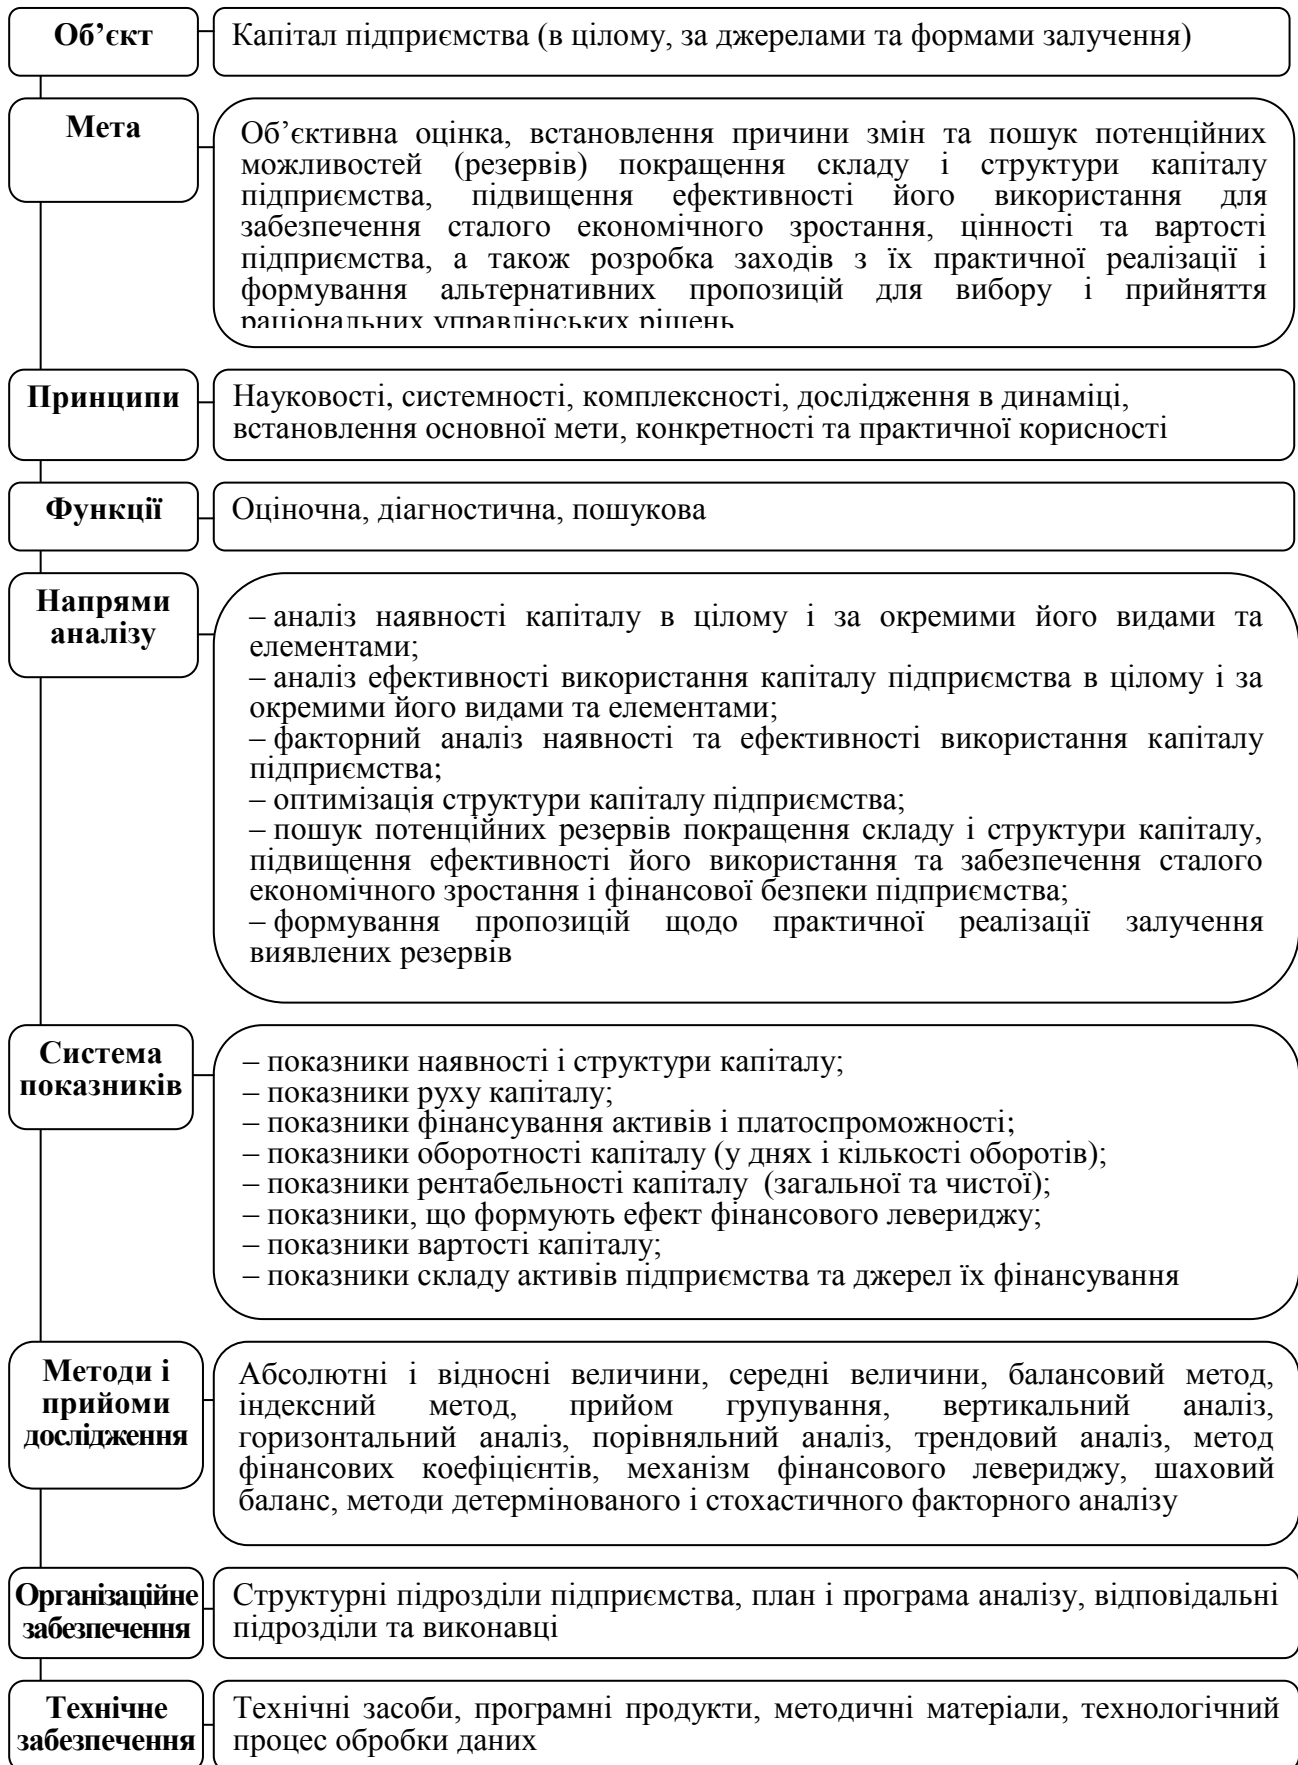 Об’єкт
Капітал підприємства (в цілому, за джерелами та формами залучення)
Мета
Об’єктивна оцінка, встановлення причини змін та пошук потенційних
можливостей (резервів) покращення складу і структури капіталу
підприємства, підвищення ефективності його використання для
забезпечення сталого економічного зростання, цінності та вартості
підприємства, а також розробка заходів з їх практичної реалізації і
формування альтернативних пропозицій для вибору і прийняття
раціональних управлінських рішень
Принципи
Науковості, системності, комплексності, дослідження в динаміці,
встановлення основної мети, конкретності та практичної корисності
Функції
Оціночна, діагностична, пошукова
Напрями
аналізу
– аналіз наявності капіталу в цілому і за окремими його видами та
елементами;
– аналіз ефективності використання капіталу підприємства в цілому і за
окремими його видами та елементами;
– факторний аналіз наявності та ефективності використання капіталу
підприємства;
– оптимізація структури капіталу підприємства;
– пошук потенційних резервів покращення складу і структури капіталу,
підвищення ефективності його використання та забезпечення сталого
економічного зростання і фінансової безпеки підприємства;
– формування пропозицій щодо практичної реалізації залучення
виявлених резервів
Система
показників
– показники наявності і структури капіталу;
– показники руху капіталу;
– показники фінансування активів і платоспроможності;
– показники оборотності капіталу (у днях і кількості оборотів);
– показники рентабельності капіталу (загальної та чистої);
– показники, що формують ефект фінансового левериджу;
– показники вартості капіталу;
– показники складу активів підприємства та джерел їх фінансування
Методи і
прийоми
дослідження
Абсолютні і відносні величини, середні величини, балансовий метод,
індексний метод, прийом групування, вертикальний аналіз,
горизонтальний аналіз, порівняльний аналіз, трендовий аналіз, метод
фінансових коефіцієнтів, механізм фінансового левериджу, шаховий
баланс, методи детермінованого і стохастичного факторного аналізу
Організаційне
забезпечення
Структурні підрозділи підприємства, план і програма аналізу, відповідальні
підрозділи та виконавці
Технічне
забезпечення
Технічні засоби, програмні продукти, методичні матеріали, технологічний
процес обробки даних